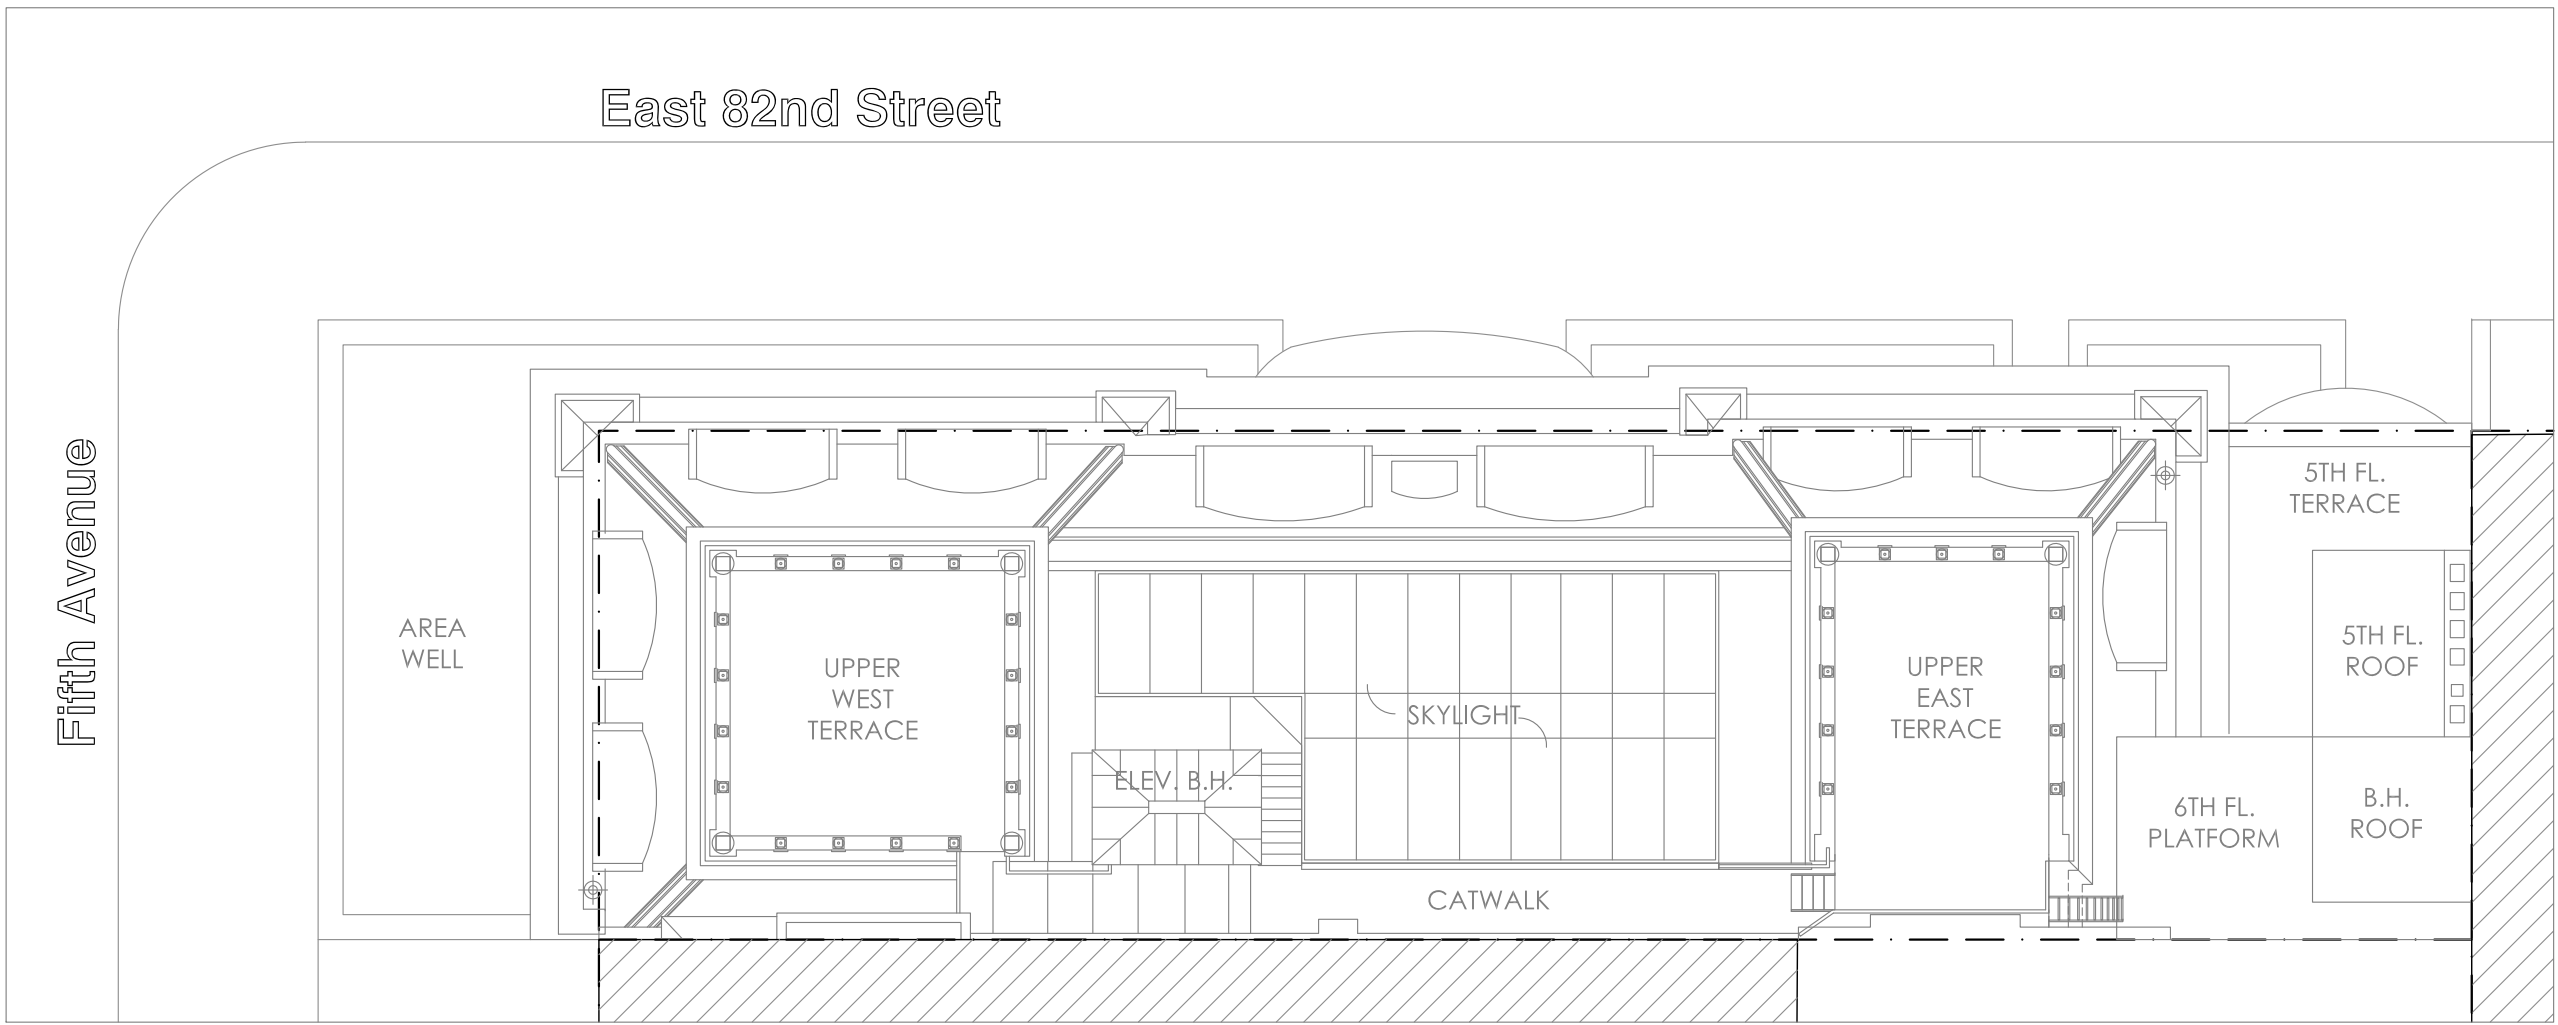 East 82nd Street
Fifth Avenue
AREA
WELL
UPPER
WEST
TERRACE
ELEV. B.H.
SKYLIGHT
CATWALK
UPPER
EAST
TERRACE
5TH FL.
TERRACE
5TH FL.
ROOF
6TH FL.
PLATFORM
B.H.
ROOF